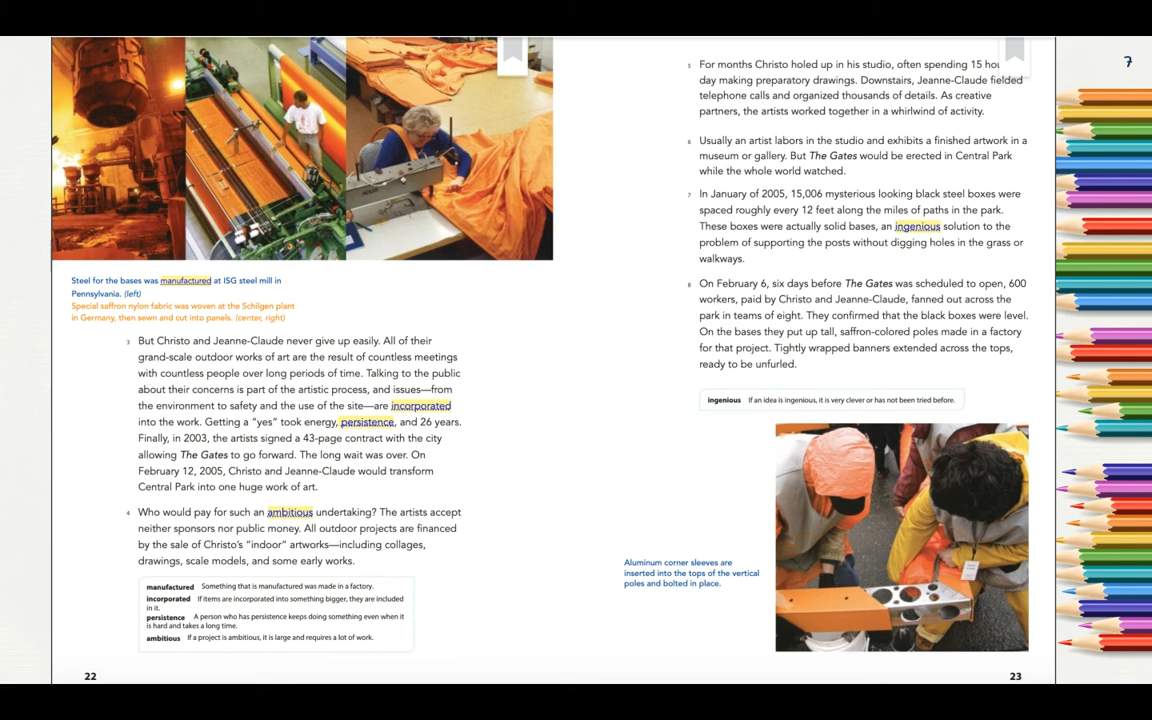 Steel for the bases was manufactured at ISG steel mill in
Pennsylvania. (left)
Special saffron nylon fabric was woven at the Schilgen plant
in Germany, then sewn and cut into panels. (center, right)
3 But Christo and Jeanne-Claude never give up easily. All of their
grand-scale outdoor works of art are the result of countless meetings
with countless people over long periods of time. Talking to the public
about their concerns is part of the artistic process, and issues—from
the environment to safety and the use of the site—are incorporated
into the work. Getting a “yes” took energy, persistence, and 26 years.
Finally, in 2003, the artists signed a 43-page contract with the city
allowing The Gates to go forward. The long wait was over. On
February 12, 2005, Christo and Jeanne-Claude would transform
Central Park into one huge work of art.
4 Who would pay for such an ambitious undertaking? The artists accept
neither sponsors nor public money. All outdoor projects are financed
by the sale of Christo’s “indoor” artworks—including collages,
drawings, scale models, and some early works.
manufactured Something that is manufactured was made in a factory.
incorporated If items are incorporated into something bigger, they are included
in it.
persistence A person who has persistence keeps doing something even when it
is hard and takes a long time.
ambitious If a project is ambitious, it is large and requires a lot of work.
22
5 For months Christo holed up in his studio, often spending 15
day making preparatory drawings. Downstairs, Jeanne-Claude fielded
telephone calls and organized thousands of details. As creative
partners, the artists worked together in a whirlwind of activity.
6 Usually an artist labors in the studio and exhibits a finished artwork in a
museum or gallery. But The Gates would be erected in Central Park
while the whole world watched.
7 In January of 2005, 15,006 mysterious looking black steel boxes were
spaced roughly every 12 feet along the miles of paths in the park.
These boxes were actually solid bases, an ingenious solution to the
problem of supporting the posts without digging holes in the grass or
walkways.
8 On February 6, six days before The Gates was scheduled to open, 600
workers, paid by Christo and Jeanne-Claude, fanned out across the
park in teams of eight. They confirmed that the black boxes were level.
On the bases they put up tall, saffron-colored poles made in a factory
for that project. Tightly wrapped banners extended across the tops,
ready to be unfurled.
ingenious If an idea is ingenious, it is very clever or has not been tried before.
Aluminum corner sleeves are
inserted into the tops of the vertical
poles and bolted in place.
23
7